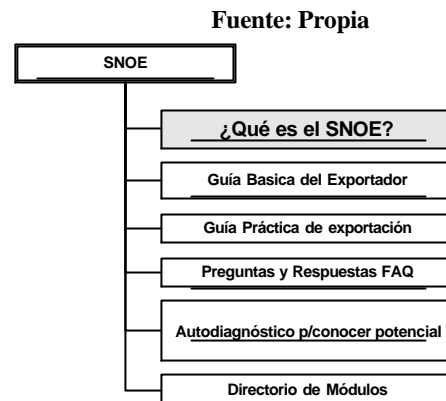 Fuente: Propia
SNOE
¿Qué es el SNOE?
Guía Basica del Exportador
Guía Práctica de exportación
Preguntas y Respuestas FAQ
Autodiagnóstico p/conocer potencial
Directorio de Módulos